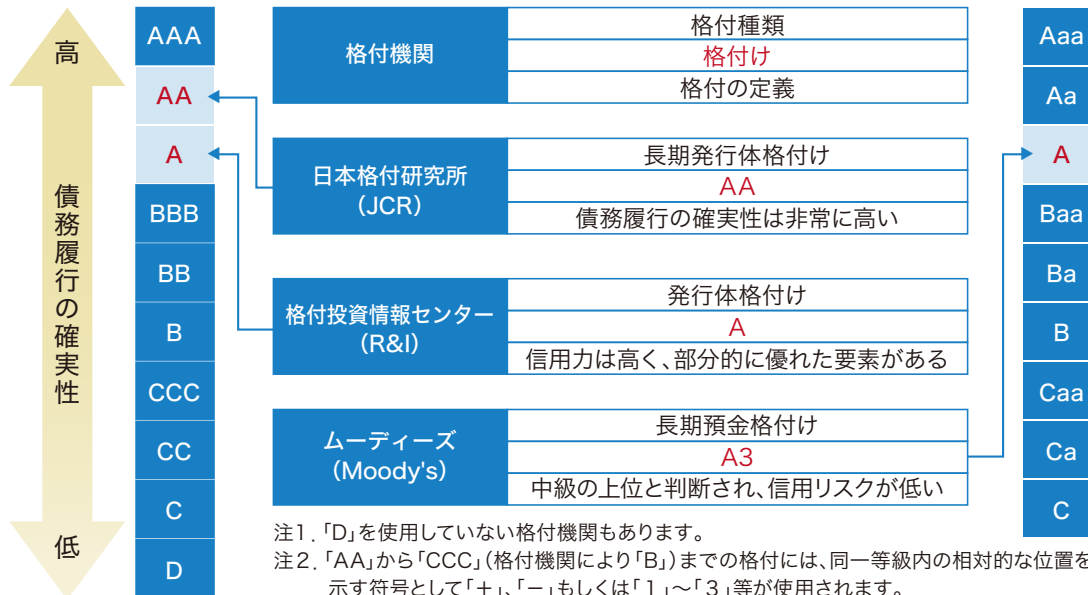 高
債務履行の確実性
低
AAA
AA
A
BBB
BB
B
CCC
CC
C
D
格付機関
格付種類
格付け
格付の定義
日本格付研究所
(JCR)
長期発行体格付け
AA
債務履行の確実性は非常に高い
格付投資情報センター
(R&I)
発行体格付け
A
信用力は高く、部分的に優れた要素がある
ムーディーズ
(Moody's)
長期預金格付け
A3
中級の上位と判断され、信用リスクが低い
Aaa
Aa
A
Baa
Ba
B
Caa
Ca
C
注1.「D」を使用していない格付機関もあります。
注2.「AA」から「CCC」(格付機関により「B」)までの格付には、同一等級内の相対的な位置を
示す符号として「+」、「-」もしくは「1」~「3」等が使用されます。